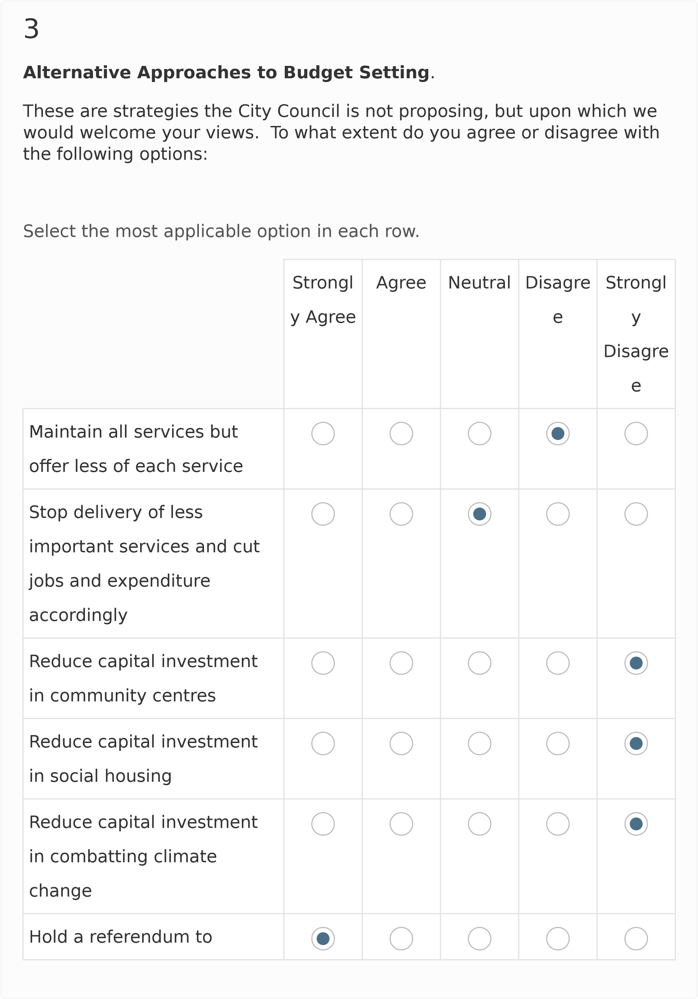 3
Alternative Approaches to Budget Setting.
These are strategies the City Council is not proposing, but upon which we
would welcome your views.  To what extent do you agree or disagree with
the following options:
Select the most applicable option in each row.
Strongl
y Agree
Agree
Neutral
Disagre
e
Strongl
y
Disagre
e
Maintain all services but
offer less of each service
Stop delivery of less
important services and cut
jobs and expenditure
accordingly
Reduce capital investment
in community centres
Reduce capital investment
in social housing
Reduce capital investment
in combatting climate
change
Hold a referendum to